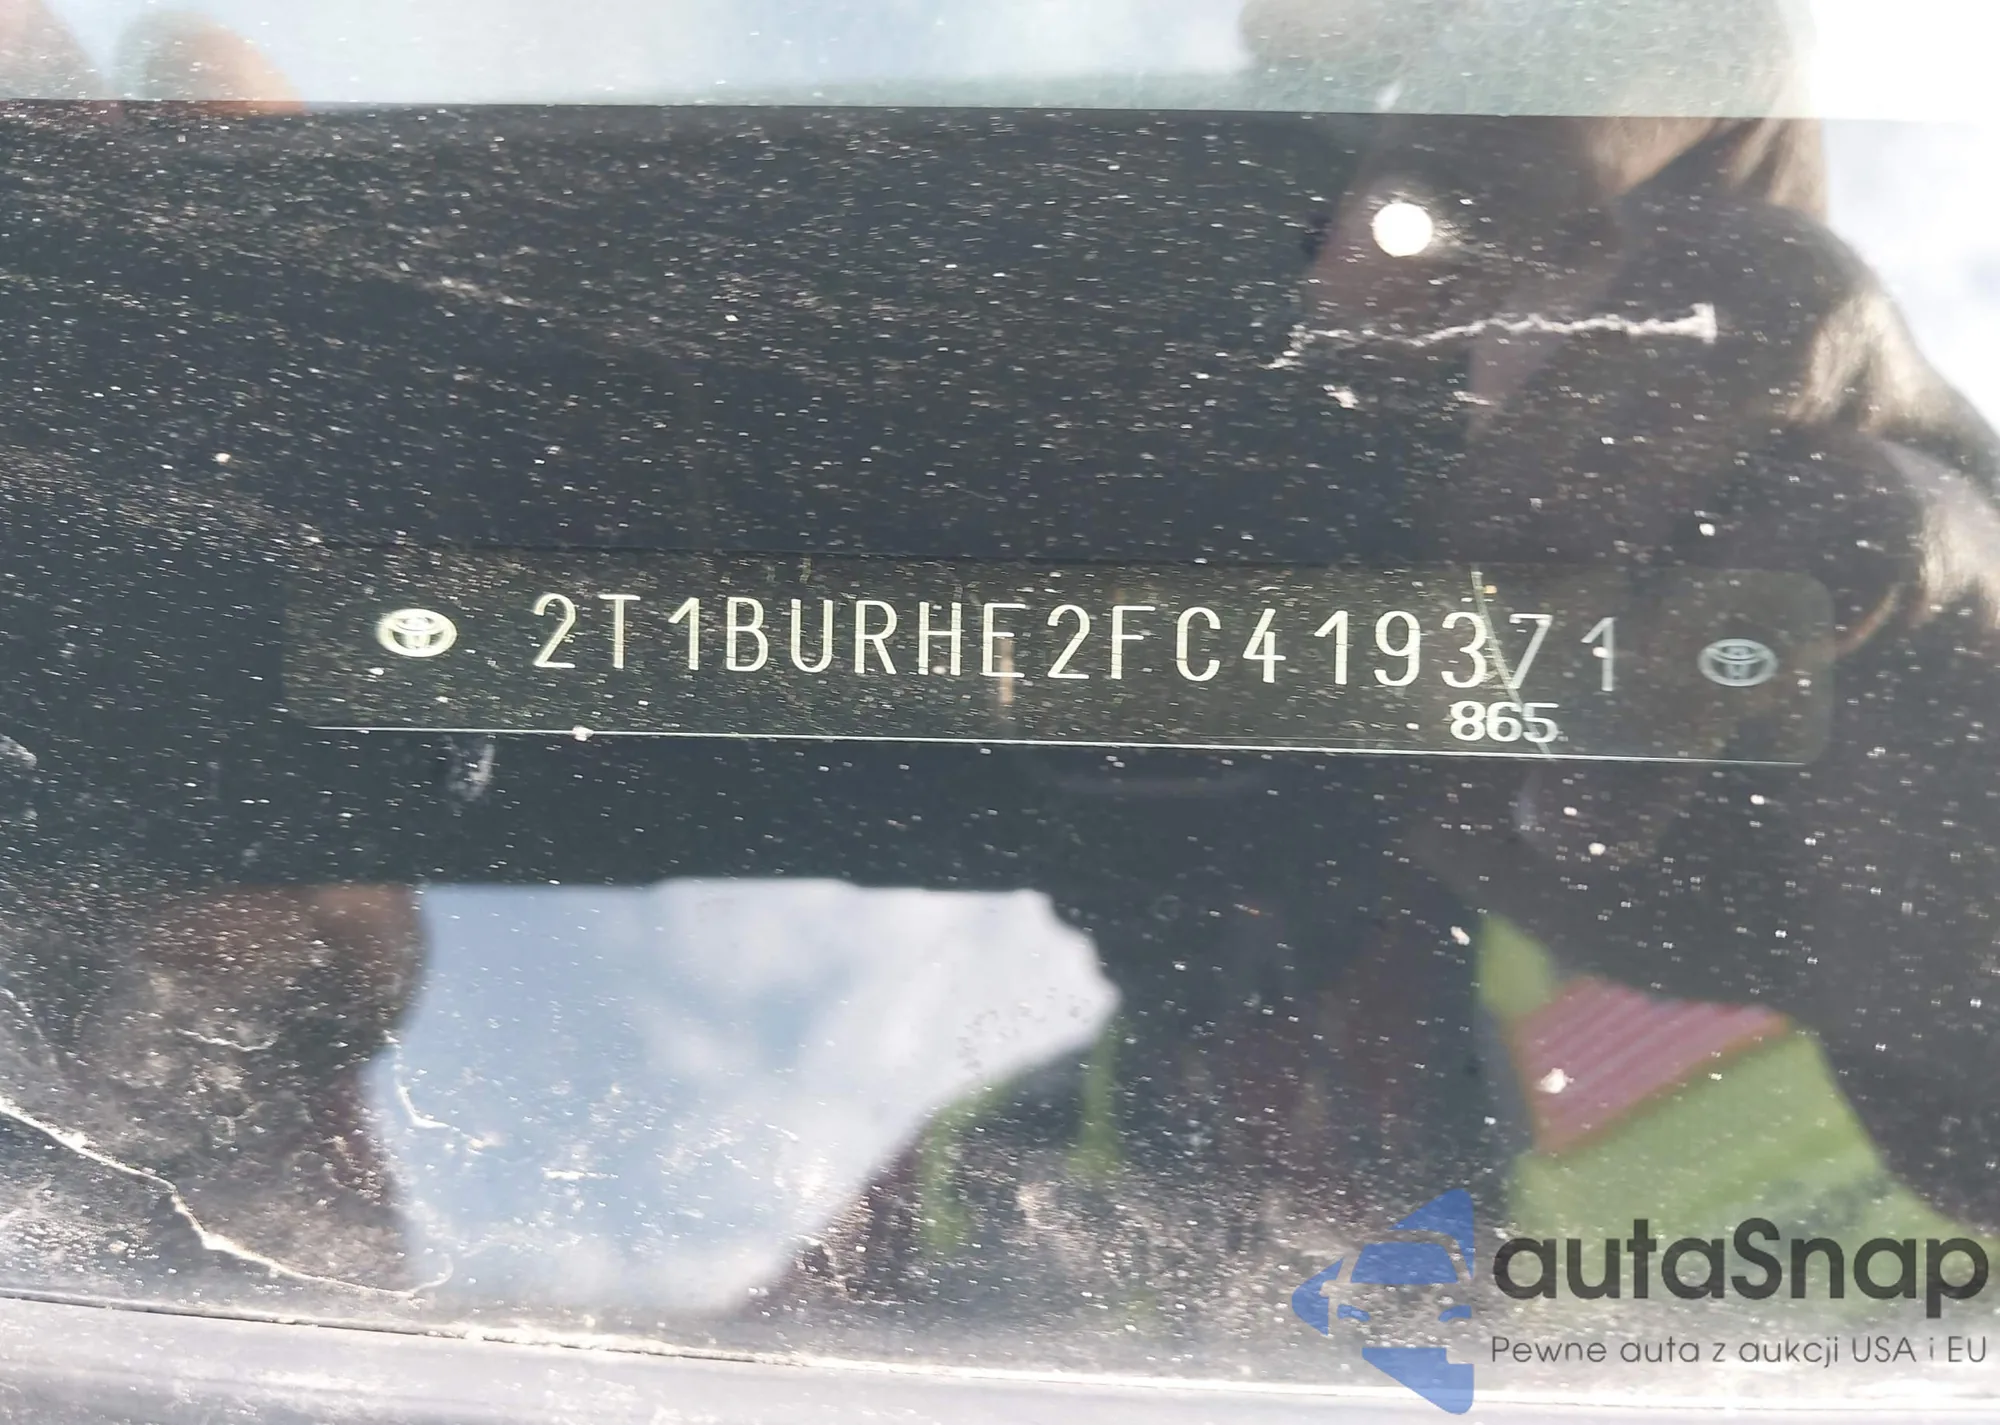 2T1BURHE2FC419371
865
autaSnap
Pewne auta z aukcji USA i EU